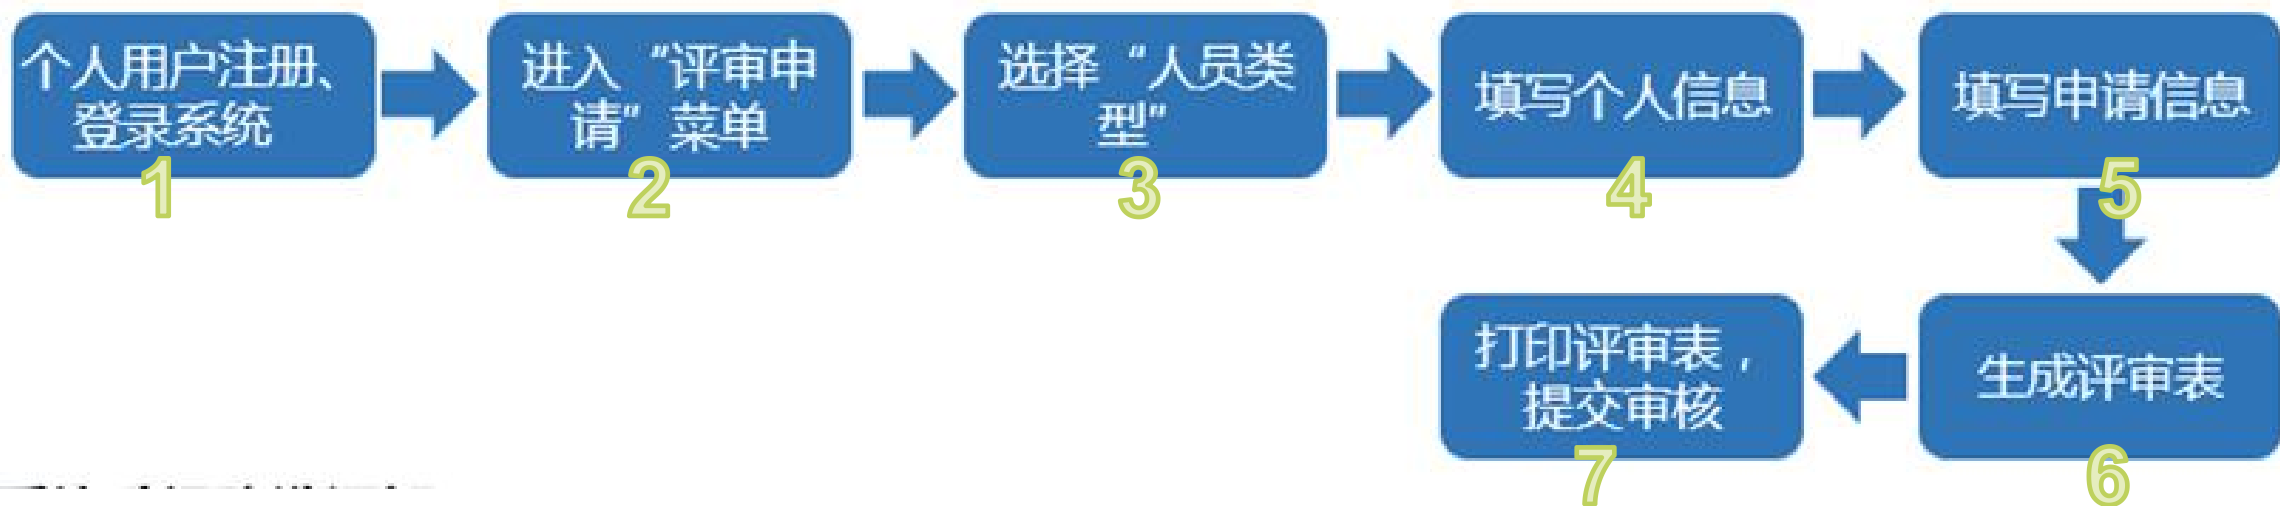 个人用户注册、
登录系统
1
进入“评审申
请”菜单
2
选择“人员类
型”
3
填写个人信息
4
填写申请信息
5
生成评审表
6
打印评审表，
提交审核
7